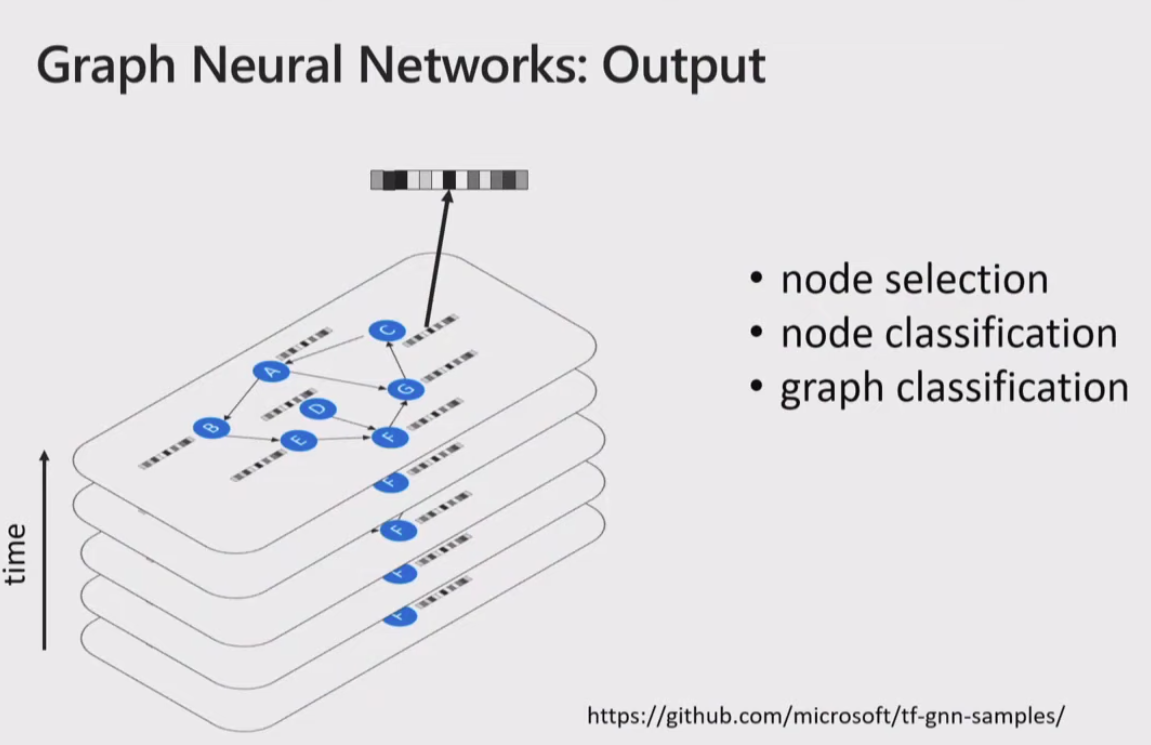 Graph Neural Networks: Output
• node selection
• node classification
• graph classification
C
A
G
D
B
E
F
F
F
F
F
time
https://github.com/microsoft/tf-gnn-samples/